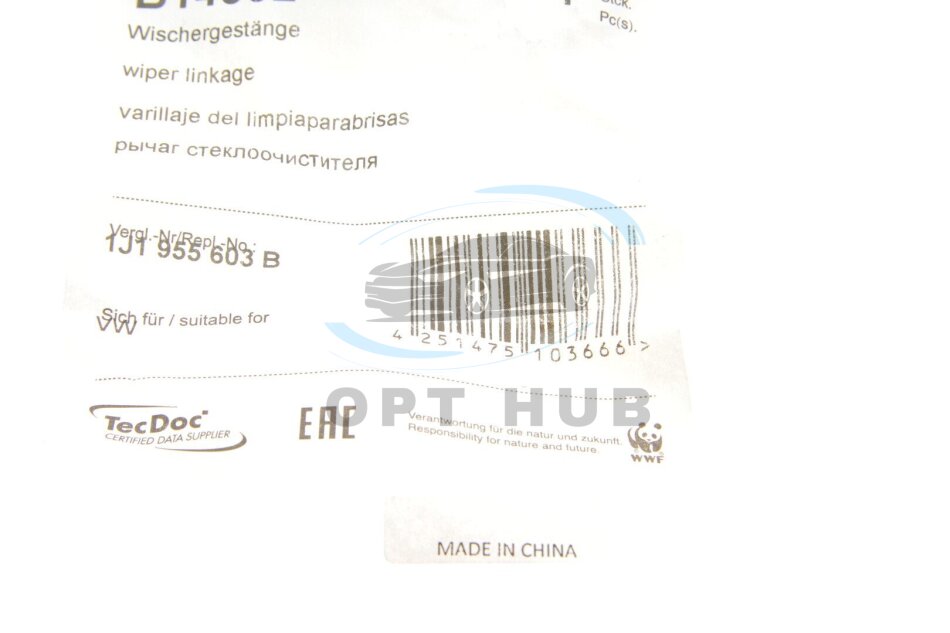 Stck.
Pc(s).
Wischergestänge
wiper linkage
varillaje del limpiaparabrisas
рычаг стеклоочистителя
Vergl.-Nr/Repl.-No.:
1J1 955 603 B
Sich für / suitable for
VW
4 251475 103666 >
OPT HUB
TecDoc
CERTIFIED DATA SUPPLIER
EAC
Verantwortung für die natur und zukunft.
Responsibility for nature and future.
WWF
MADE IN CHINA